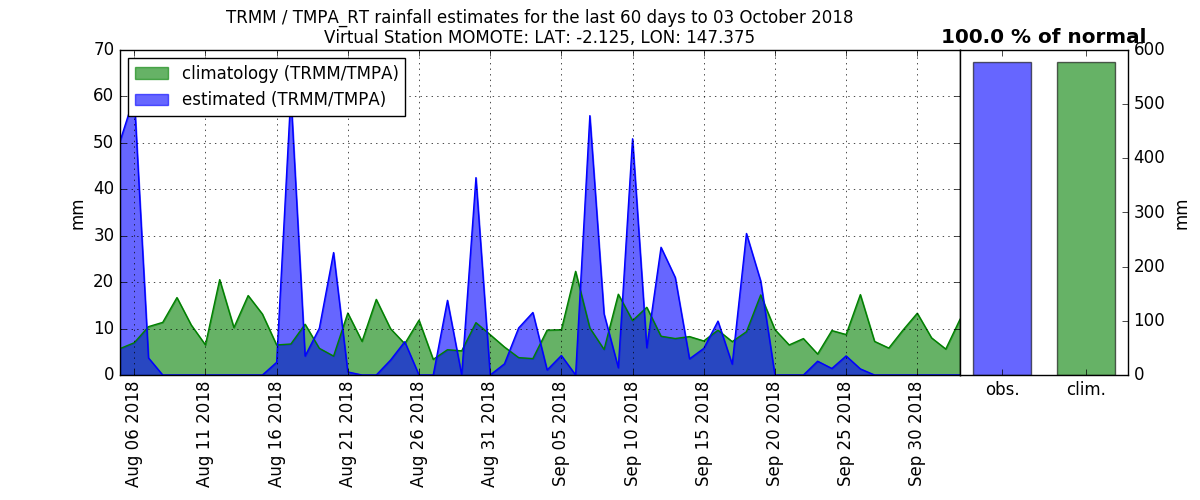 TRMM / TMPA_RT rainfall estimates for the last 60 days to 03 October 2018
Virtual Station MOMOTE: LAT: -2.125, LON: 147.375
100.0 % of normal
climatology (TRMM/TMPA)
estimated (TRMM/TMPA)
70
60
50
40
30
20
10
0
mm
Aug 06 2018
Aug 11 2018
Aug 16 2018
Aug 21 2018
Aug 26 2018
Aug 31 2018
Sep 05 2018
Sep 10 2018
Sep 15 2018
Sep 20 2018
Sep 25 2018
Sep 30 2018
600
500
400
300
200
100
0
mm
obs.
clim.